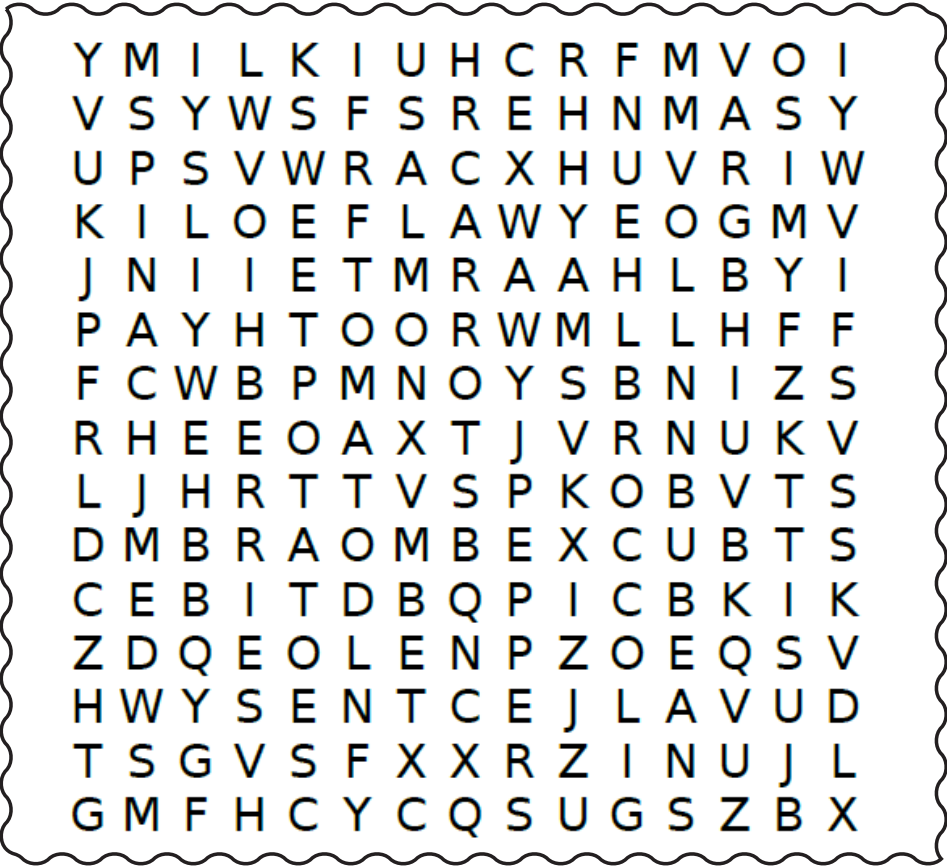 Y M I L K I U H C R F M V O I
V S Y W S F S R E H N M A S Y
U P S V W R A C X H U V R I W
K I L O E F L A W Y E O G M V
J N I I E T M R A A H L B Y I
P A Y H T O O R W M L L H F F
F C W B P M N O Y S B N I Z S
R H E E O A X T J V R N U K V
L J H R T T V S P K O B V T S
D M B R A O M B E X C U B T S
C E B I T D B Q P I C B K I K
Z D Q E O L E N P Z O E Q S V
H W Y S E N T C E J L A V U D
T S G V S F X X R Z I N U J L
G M F H C Y C Q S U G S Z B X